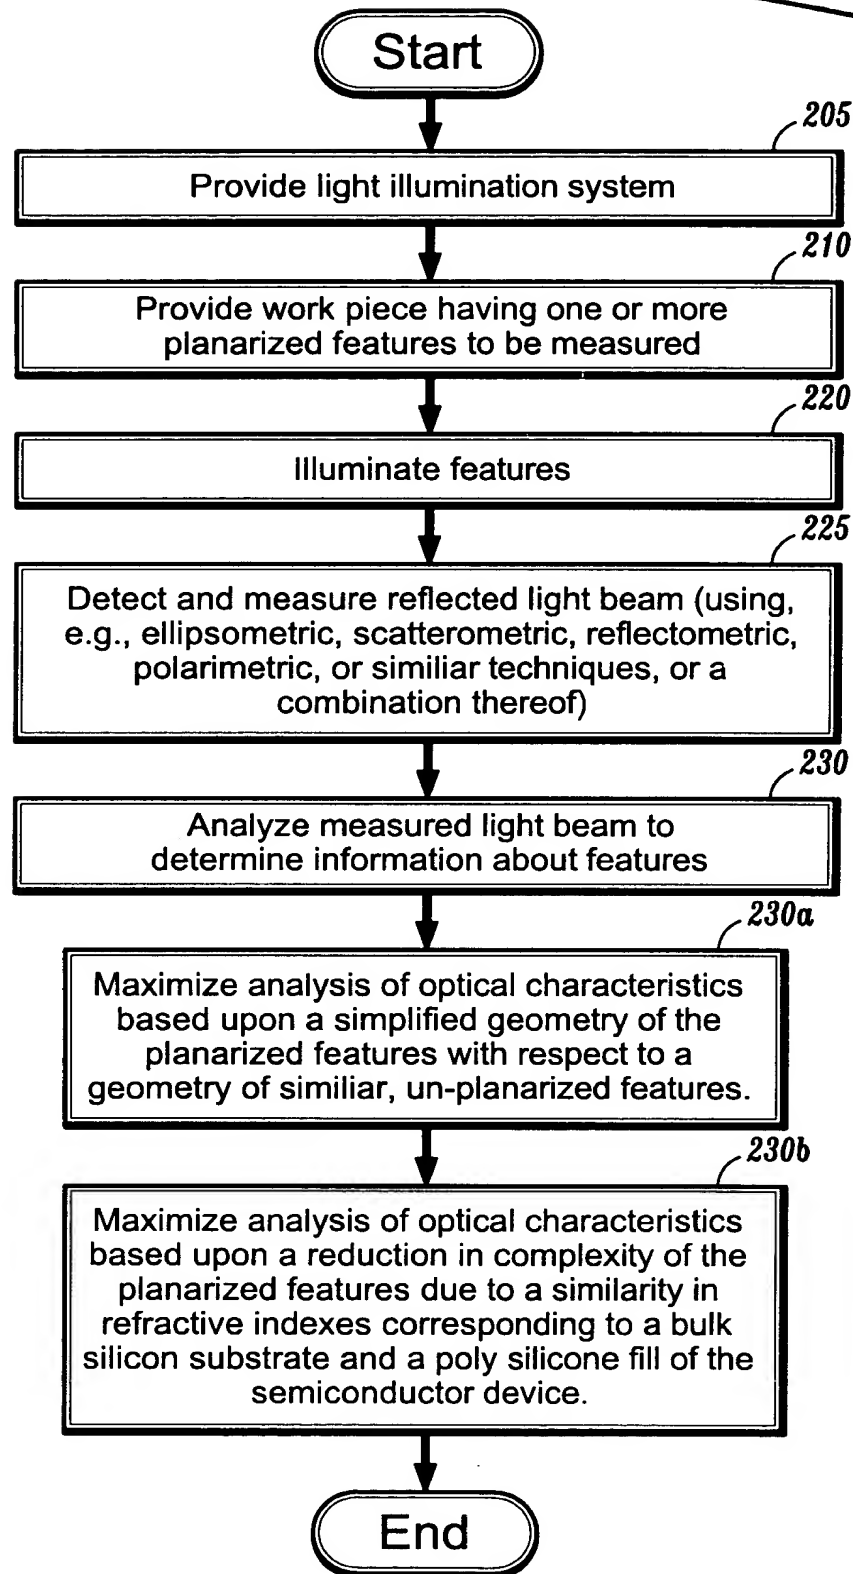 Start
205
Provide light illumination system
210
Provide work piece having one or more
planarized features to be measured
220
Illuminate features
225
Detect and measure reflected light beam (using,
e.g., ellipsometric, scatterometric, reflectometric,
polarimetric, or similiar techniques, or a
combination thereof)
230
Analyze measured light beam to
determine information about features
230a
Maximize analysis of optical characteristics
based upon a simplified geometry of the
planarized features with respect to a
geometry of similiar, un-planarized features.
230b
Maximize analysis of optical characteristics
based upon a reduction in complexity of the
planarized features due to a similarity in
refractive indexes corresponding to a bulk
silicon substrate and a poly silicone fill of the
semiconductor device.
End